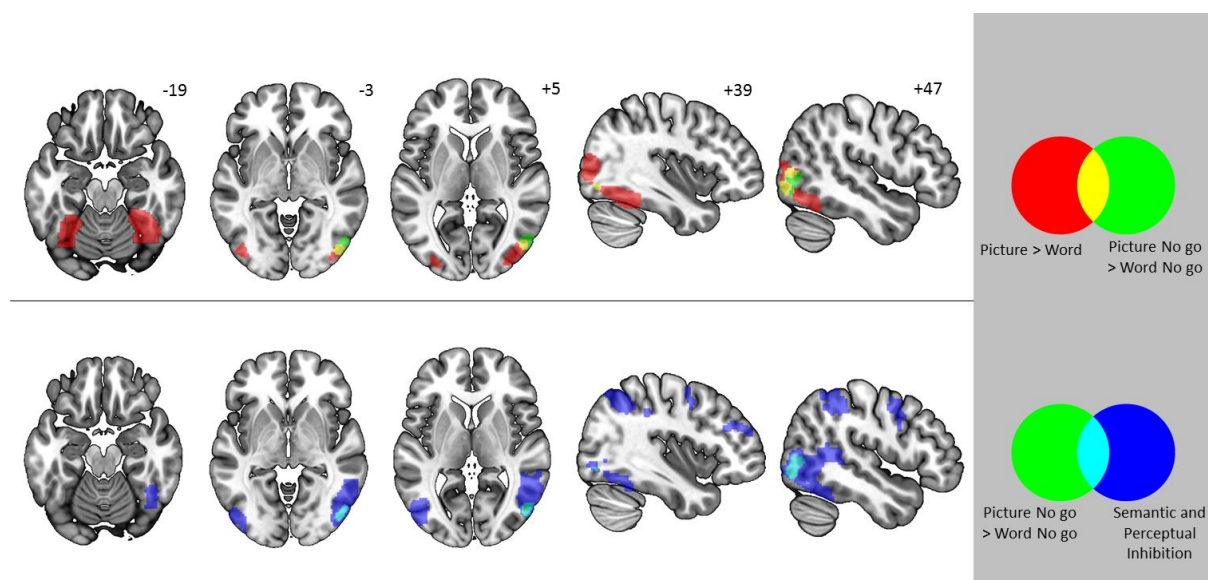 -19
-3
+5
+39
+47
Picture > Word
Picture No go
> Word No go
Picture No go
> Word No go
Semantic and
Perceptual
Inhibition